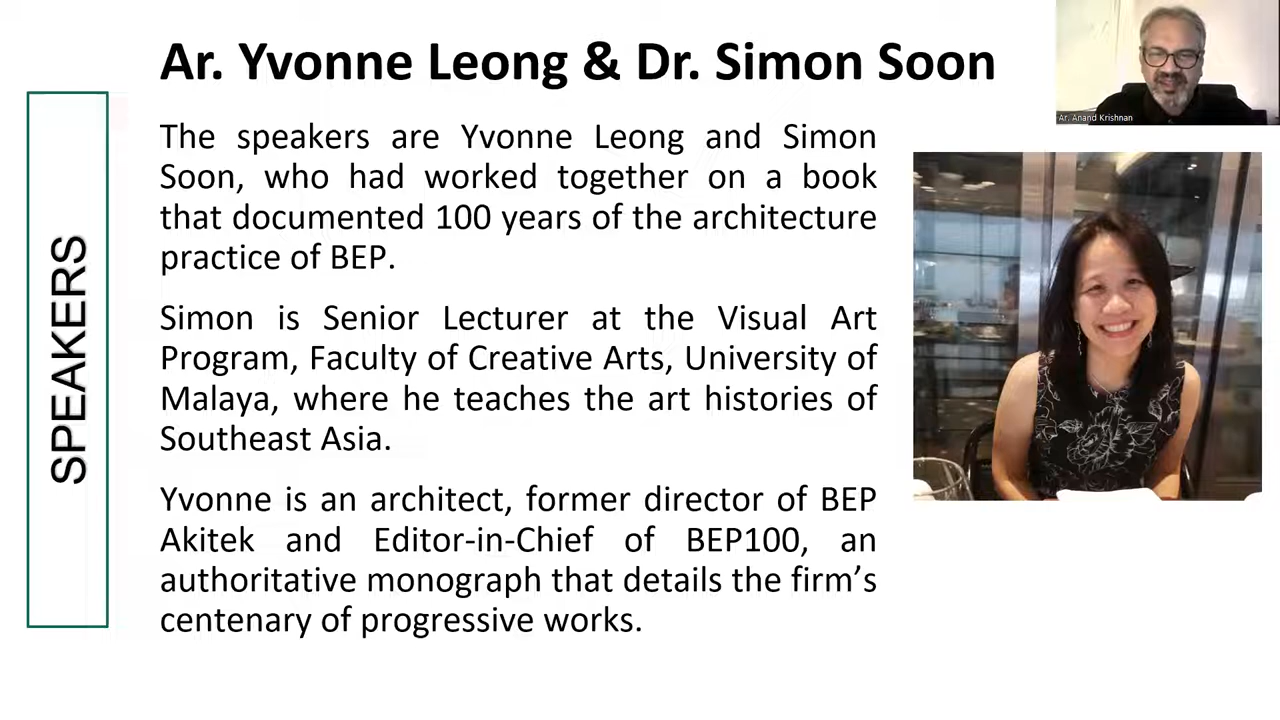 Ar. Yvonne Leong & Dr. Simon Soon
Ar. Anand Krishnan
SPEAKERS
The speakers are Yvonne Leong and Simon
Soon, who had worked together on a book
that documented 100 years of the architecture
practice of BEP.
Simon is Senior Lecturer at the Visual Art
Program, Faculty of Creative Arts, University of
Malaya, where he teaches the art histories of
Southeast Asia.
Yvonne is an architect, former director of BEP
Akitek and Editor-in-Chief of BEP100, an
authoritative monograph that details the firm’s
centenary of progressive works.